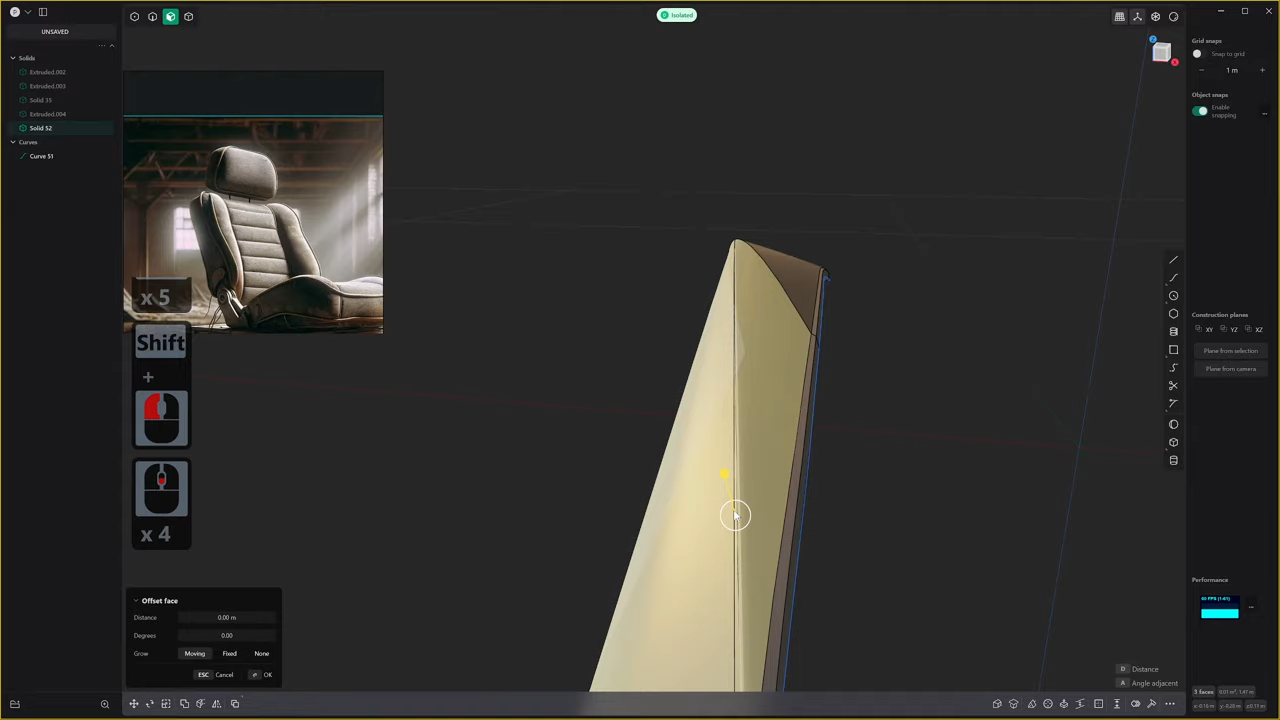 UNSAVED
Solids
Extruded.002
Extruded.003
Solid 35
Extruded.004
Solid 52
Curves
Curve 51
Isolated
Grid snaps
Snap to grid
1 m
Object snaps
Enable
snapping
Construction planes
XY YZ XZ
Plane from selection
Plane from camera
Performance
3 faces
x 5
Shift
+
x 4
Offset face
Distance 0.00 m
Degrees 0.00
Grow Moving Fixed None
ESC Cancel OK
D Distance
A Angle adjacent